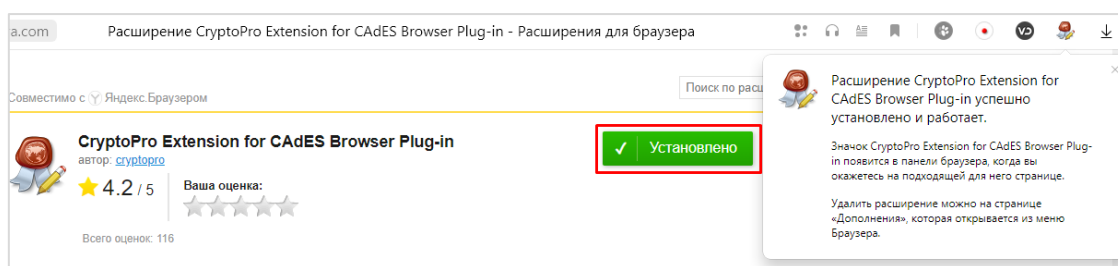 a.com
Расширение CryptoPro Extension for CAdES Browser Plug-in - Расширения для браузера
Совместимо с Яндекс.Браузером
Поиск по расш
CryptoPro Extension for CAdES Browser Plug-in
автор: cryptopro
4.2 / 5
Ваша оценка:
Всего оценок: 116
Установлено
Расширение CryptoPro Extension for
CAdES Browser Plug-in успешно
установлено и работает.
Значок CryptoPro Extension for CAdES Browser Plug-
in появится в панели браузера, когда вы
окажетесь на подходящей для него странице.
Удалить расширение можно на странице
«Дополнения», которая открывается из меню
Браузера.